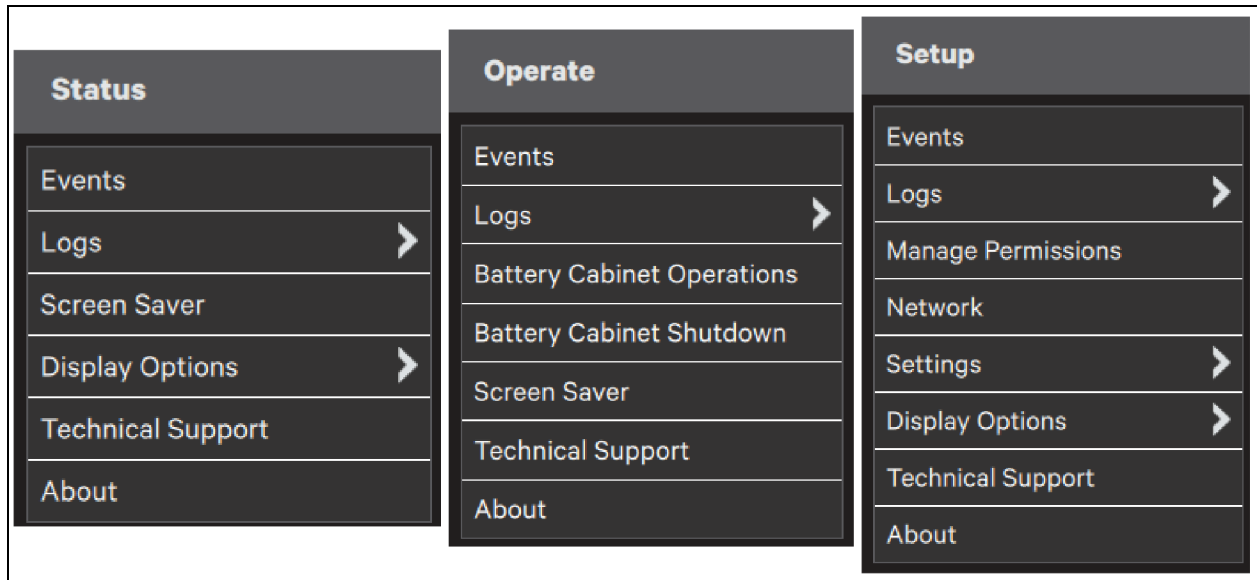 Status
Events
Logs
Screen Saver
Display Options
Technical Support
About
Operate
Events
Logs
Battery Cabinet Operations
Battery Cabinet Shutdown
Screen Saver
Technical Support
About
Setup
Events
Logs
Manage Permissions
Network
Settings
Display Options
Technical Support
About